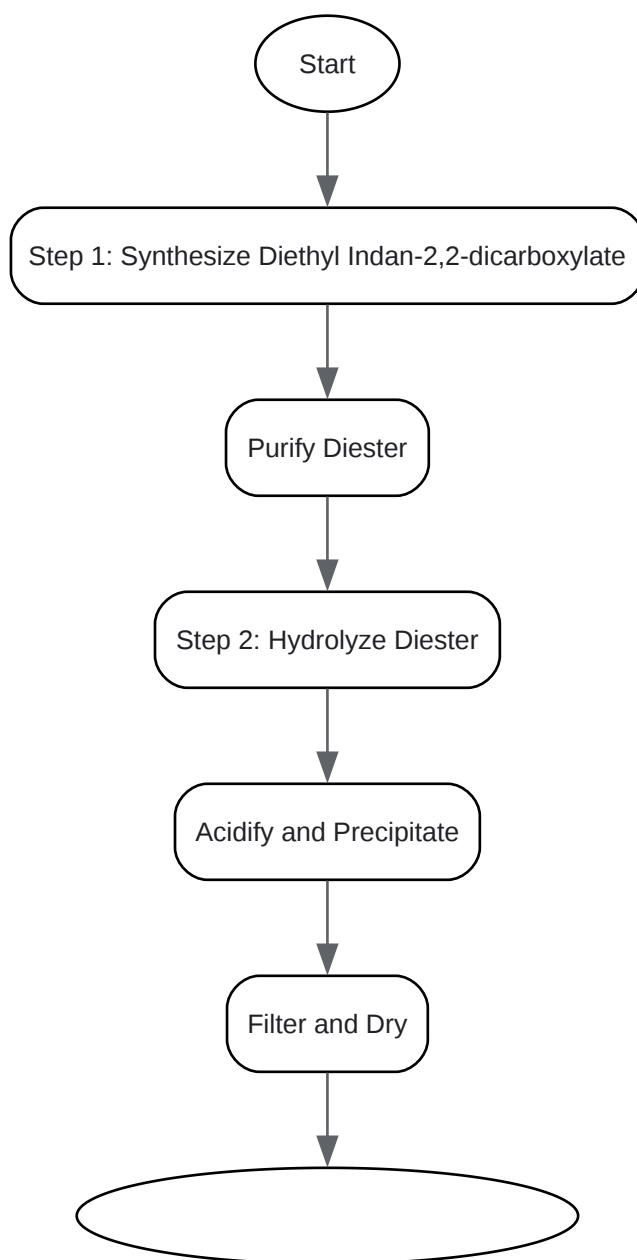 Start
Step 1: Synthesize Diethyl Indan-2,2-dicarboxylate
Purify Diester
Step 2: Hydrolyze Diester
Acidify and Precipitate
Filter and Dry